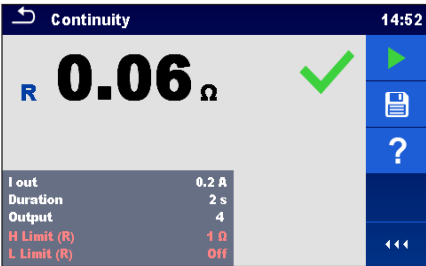 Continuity 14:52
R 0.06 Ω
?
I out 0.2 A
Duration 2 s
Output 4
H Limit (R) 1 Ω
L Limit (R) Off